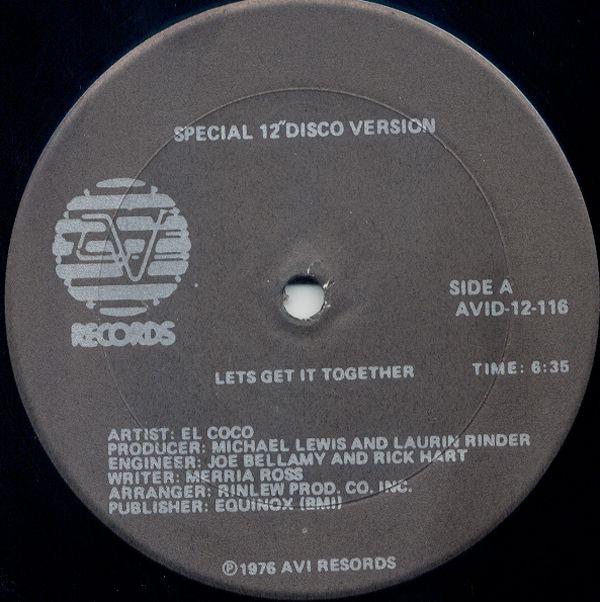 SPECIAL 12" DISCO VERSION
AVI
RECORDS
SIDE A
AVID-12-116
LETS GET IT TOGETHER
TIME: 6:35
ARTIST: EL COCO
PRODUCER: MICHAEL LEWIS AND LAURIN RINDER
ENGINEER: JOE BELLAMY AND RICK HART
WRITER: MERRIA ROSS
ARRANGER: RINLEW PROD. CO. INC.
PUBLISHER: EQUINOX (BMI)
Ⓟ 1976 AVI RESORDS